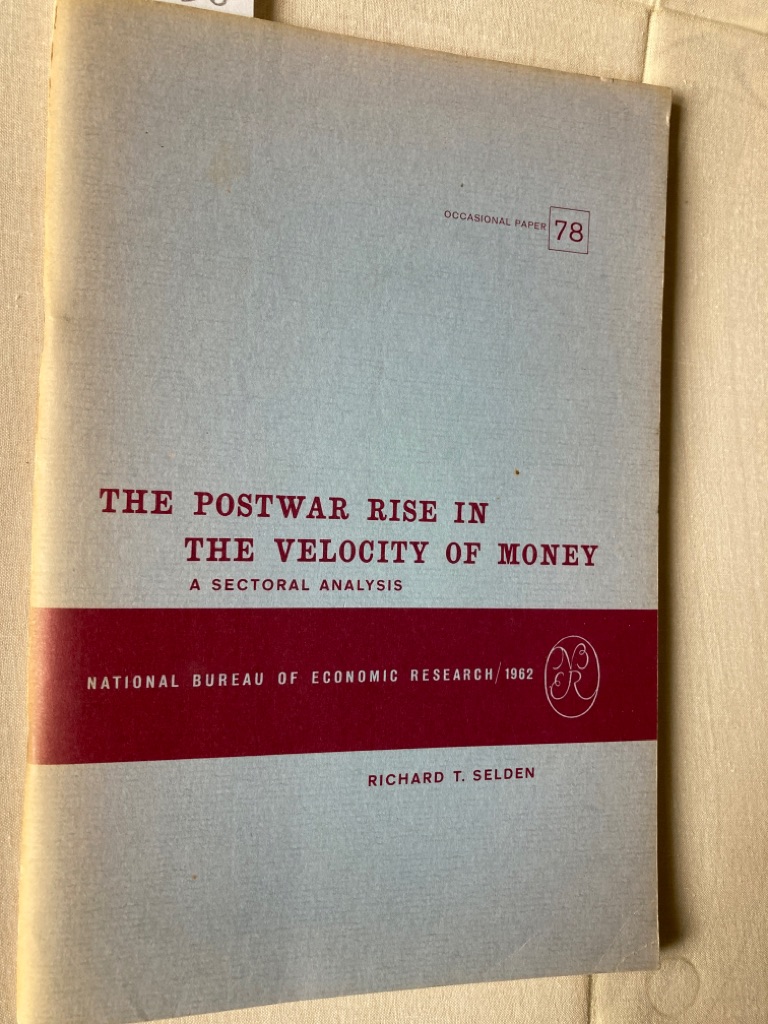 OCCASIONAL PAPER 78
THE POSTWAR RISE IN
THE VELOCITY OF MONEY
A SECTORAL ANALYSIS
NATIONAL BUREAU OF ECONOMIC RESEARCH/1962
NBER
RICHARD T. SELDEN